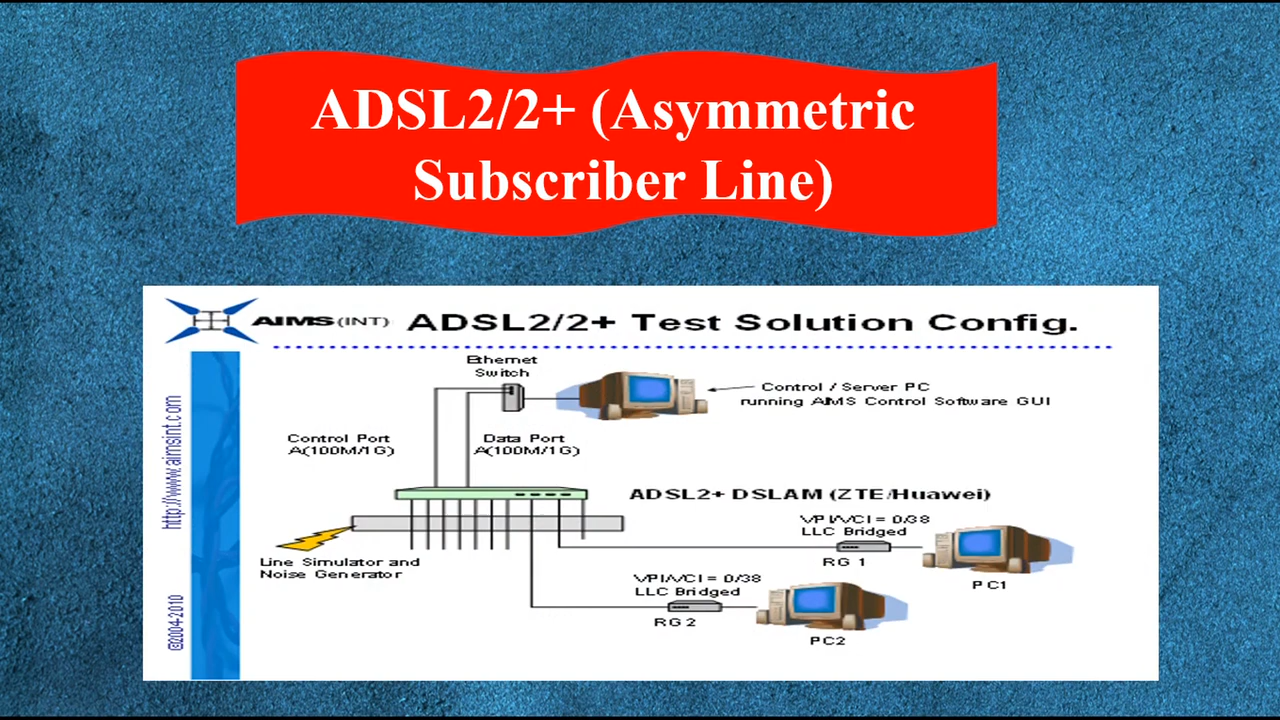 ADSL2/2+ (Asymmetric
Subscriber Line)
AIMS(INT)
ADSL2/2+ Test Solution Config.
Ethernet
Switch
Control / Server PC
running AIMS Control Software GUI
Control Port
A(100M/1G)
Data Port
A(100M/1G)
ADSL2+ DSLAM (ZTE/Huawei)
VPI/VCI = 0/38
LLC Bridged
RG 1
PC1
Line Simulator and
Noise Generator
VPI/VCI = 0/38
LLC Bridged
RG 2
PC2
http://www.aimsint.com
©2004-2010